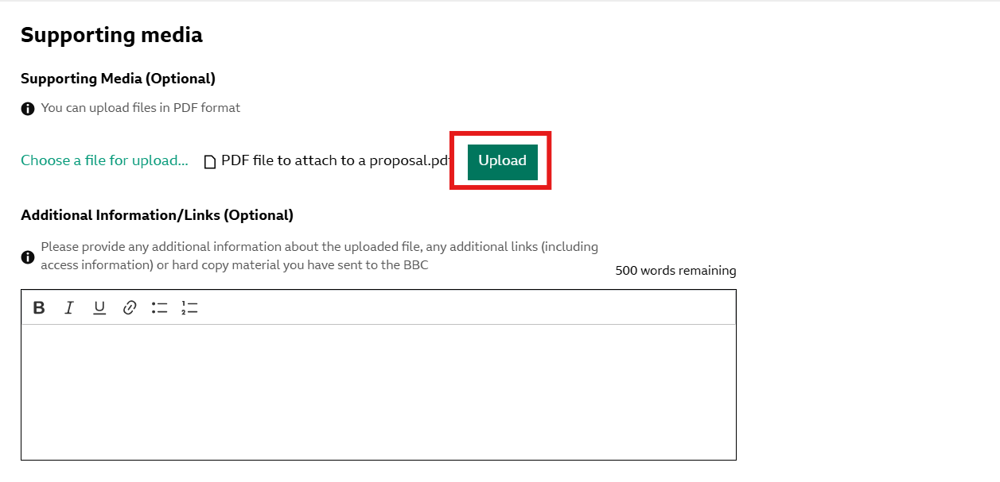 Supporting media
Supporting Media (Optional)
You can upload files in PDF format
Choose a file for upload... PDF file to attach to a proposal.pdf Upload
Additional Information/Links (Optional)
Please provide any additional information about the uploaded file, any additional links (including
access information) or hard copy material you have sent to the BBC
500 words remaining
B I U